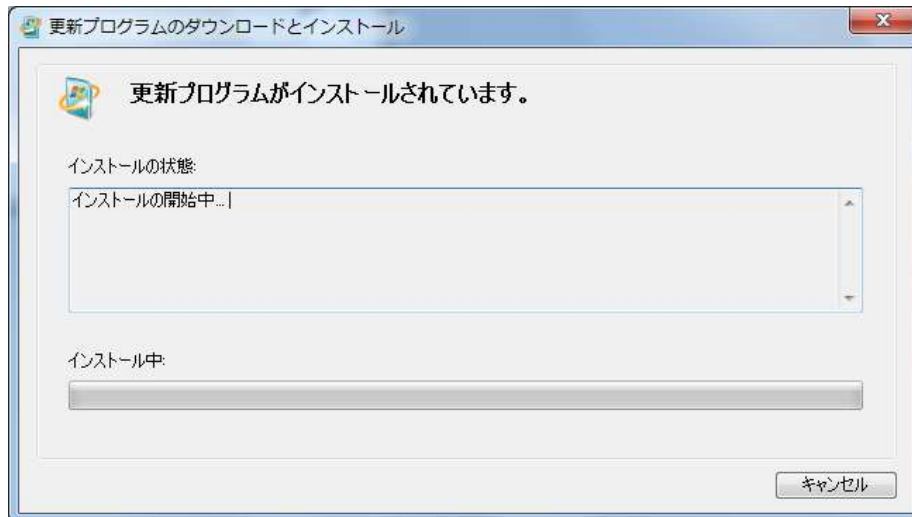 更新プログラムのダウンロードとインストール
更新プログラムがインストールされています。
インストールの状態:
インストールの開始中...
インストール中:
キャンセル